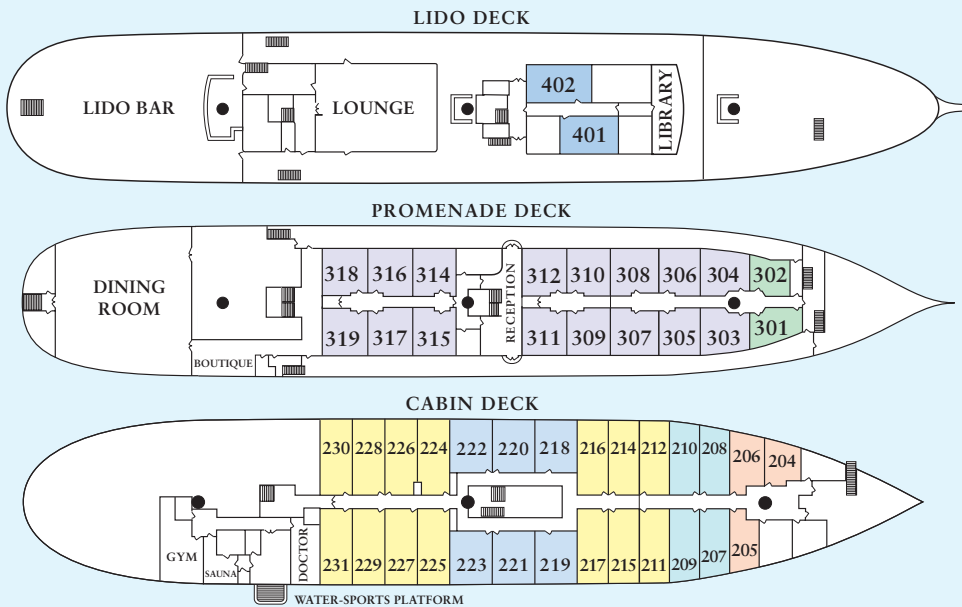 LIDO DECK
LIDO BAR
LOUNGE
402
401
LIBRARY
PROMENADE DECK
DINING
ROOM
BOUTIQUE
318 316 314
319 317 315
RECEPTION
312 310 308 306 304 302
311 309 307 305 303 301
CABIN DECK
230 228 226 224 222 220 218 216 214 212 210 208 206 204
231 229 227 225 223 221 219 217 215 211 209 207 205
GYM
SAUNA
DOCTOR
WATER-SPORTS PLATFORM